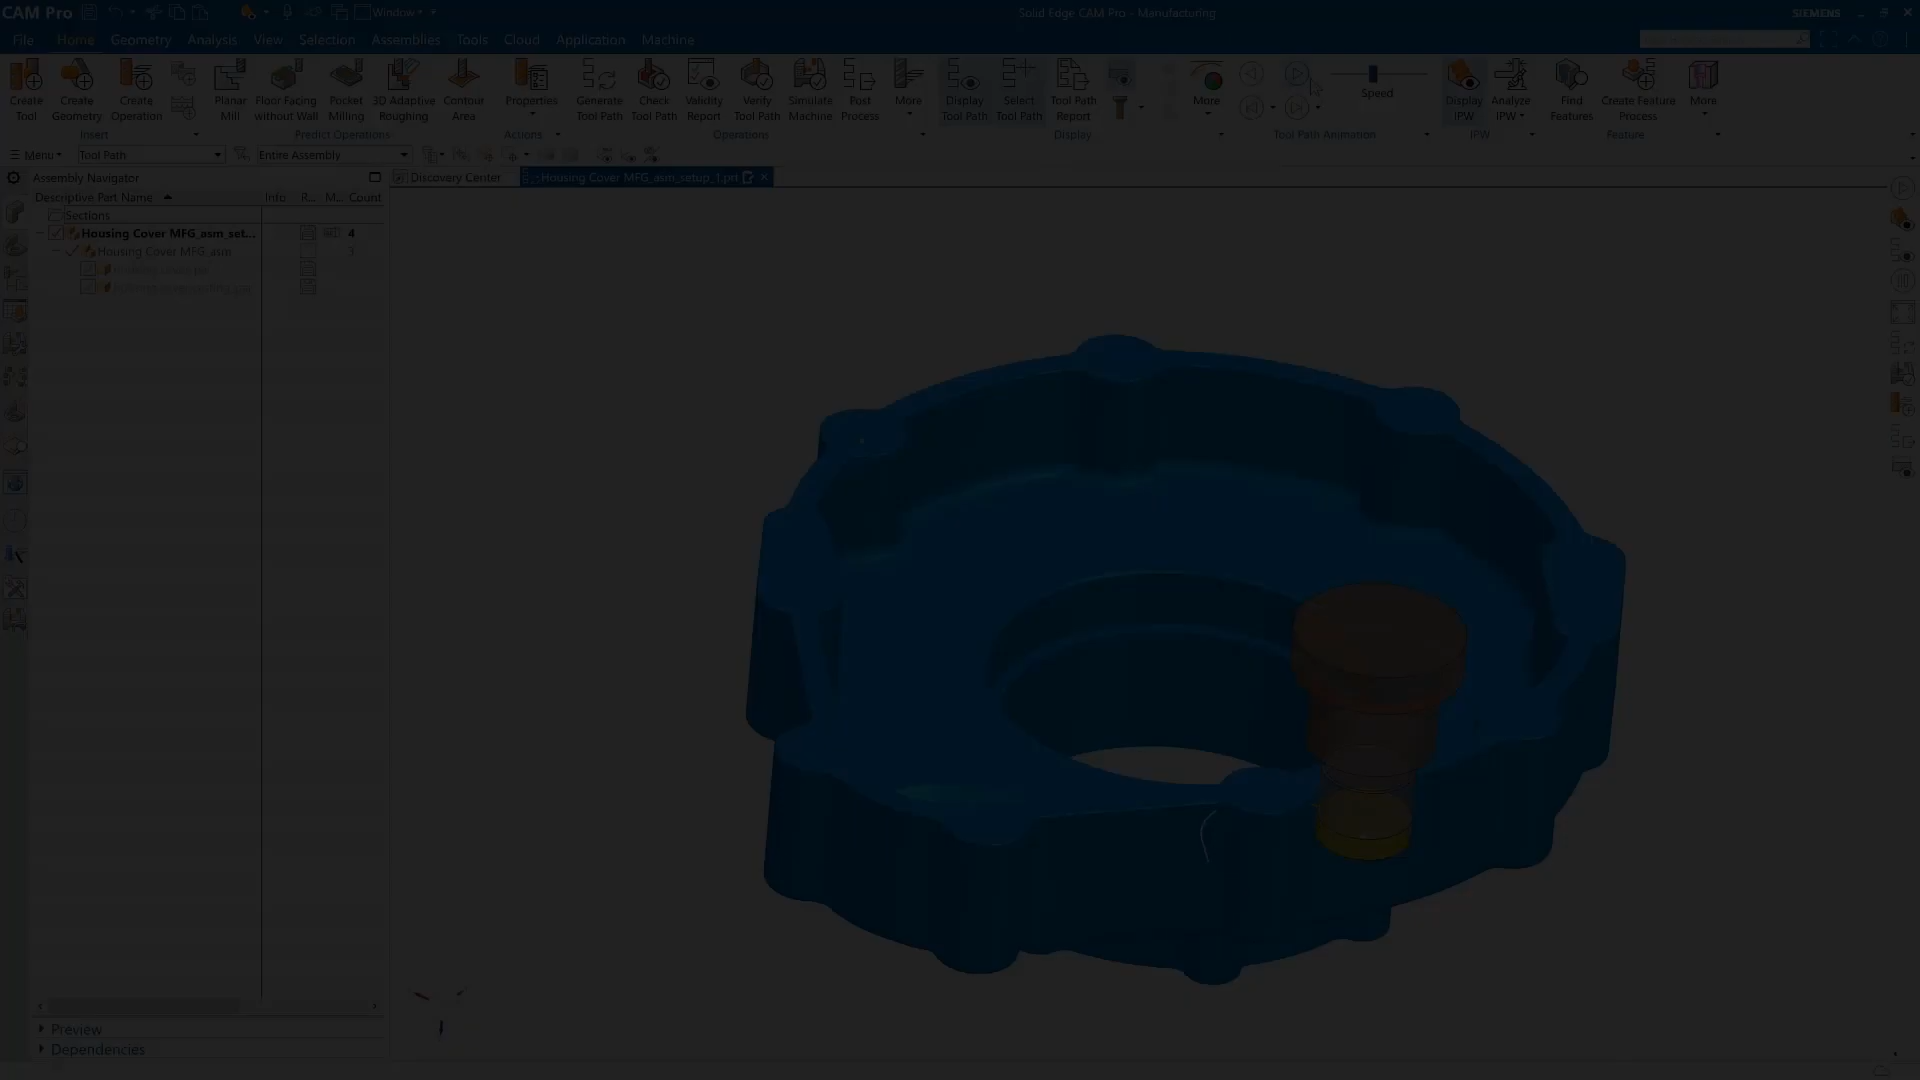 CAM Pro
Window
Solid Edge CAM Pro - Manufacturing
SIEMENS
File Home Geometry Analysis View Selection Assemblies Tools Cloud Application Machine
Create Tool
Create Geometry
Create Operation
Insert
Planar Mill
Floor Facing without Wall
Pocket Milling
3D Adaptive Roughing
Contour Area
Predict Operations
Properties
Actions
Generate Tool Path
Check Tool Path
Validity Report
Verify Tool Path
Simulate Machine
Post Process
More
Operations
Display Tool Path
Select Tool Path
Tool Path Report
Display
More
Speed
Tool Path Animation
Display IPW
Analyze IPW
IPW
Find Features
Create Feature Process
More
Feature
Menu
Tool Path
Entire Assembly
Assembly Navigator
Discovery Center
Housing Cover MFG_asm_setup_1.prt
Descriptive Part Name Info R... M... Count
Sections
Housing Cover MFG_asm_set... 4
Housing Cover MFG_asm 3
Preview
Dependencies